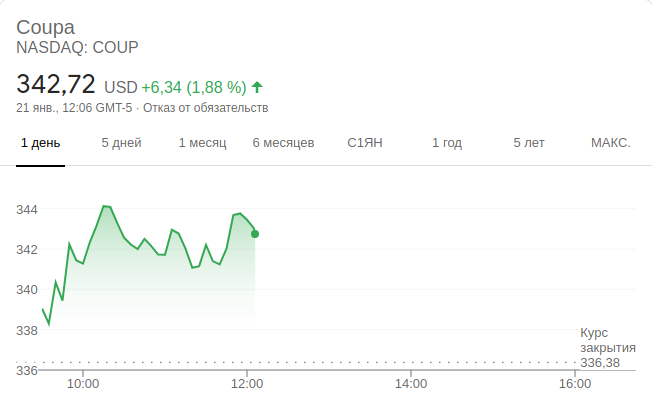 Coupa
NASDAQ: COUP
342,72 USD +6,34 (1,88 %)
21 янв., 12:06 GMT-5 · Отказ от обязательств
1 день 5 дней 1 месяц 6 месяцев С1ЯН 1 год 5 лет МАКС.
344
342
340
338
Курс
закрытия
336,38
336
10:00 12:00 14:00 16:00